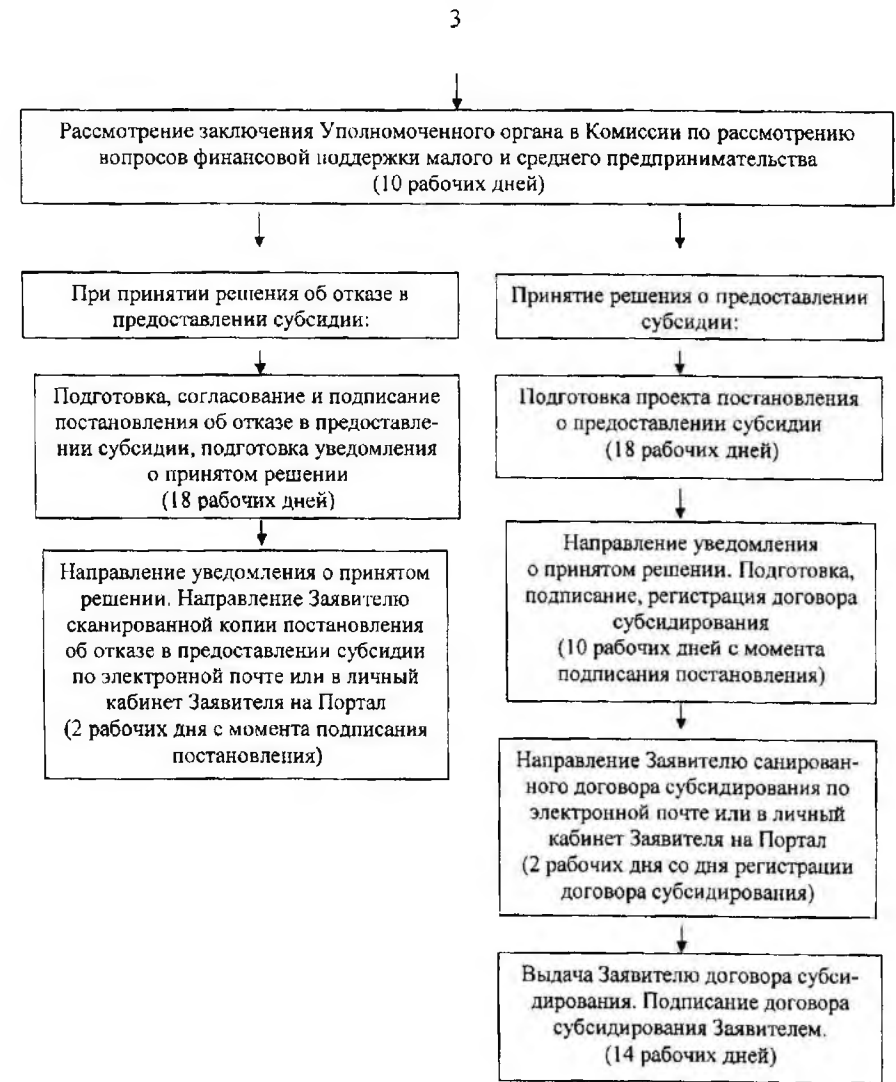 3
Рассмотрение заключения Уполномоченного органа в Комиссии по рассмотрению
вопросов финансовой поддержки малого и среднего предпринимательства
(10 рабочих дней)
При принятии решения об отказе в
предоставлении субсидии:
Подготовка, согласование и подписание
постановления об отказе в предоставле-
нии субсидии, подготовка уведомления
о принятом решении
(18 рабочих дней)
Направление уведомления о принятом
решении. Направление Заявителю
сканированной копии постановления
об отказе в предоставлении субсидии
по электронной почте или в личный
кабинет Заявителя на Портал
(2 рабочих дня с момента подписания
постановления)
Принятие решения о предоставлении
субсидии:
Подготовка проекта постановления
о предоставлении субсидии
(18 рабочих дней)
Направление уведомления
о принятом решении. Подготовка,
подписание, регистрация договора
субсидирования
(10 рабочих дней с момента
подписания постановления)
Направление Заявителю санирован-
ного договора субсидирования по
электронной почте или в личный
кабинет Заявителя на Портал
(2 рабочих дня со дня регистрации
договора субсидирования)
Выдача Заявителю договора субси-
дирования. Подписание договора
субсидирования Заявителем.
(14 рабочих дней)